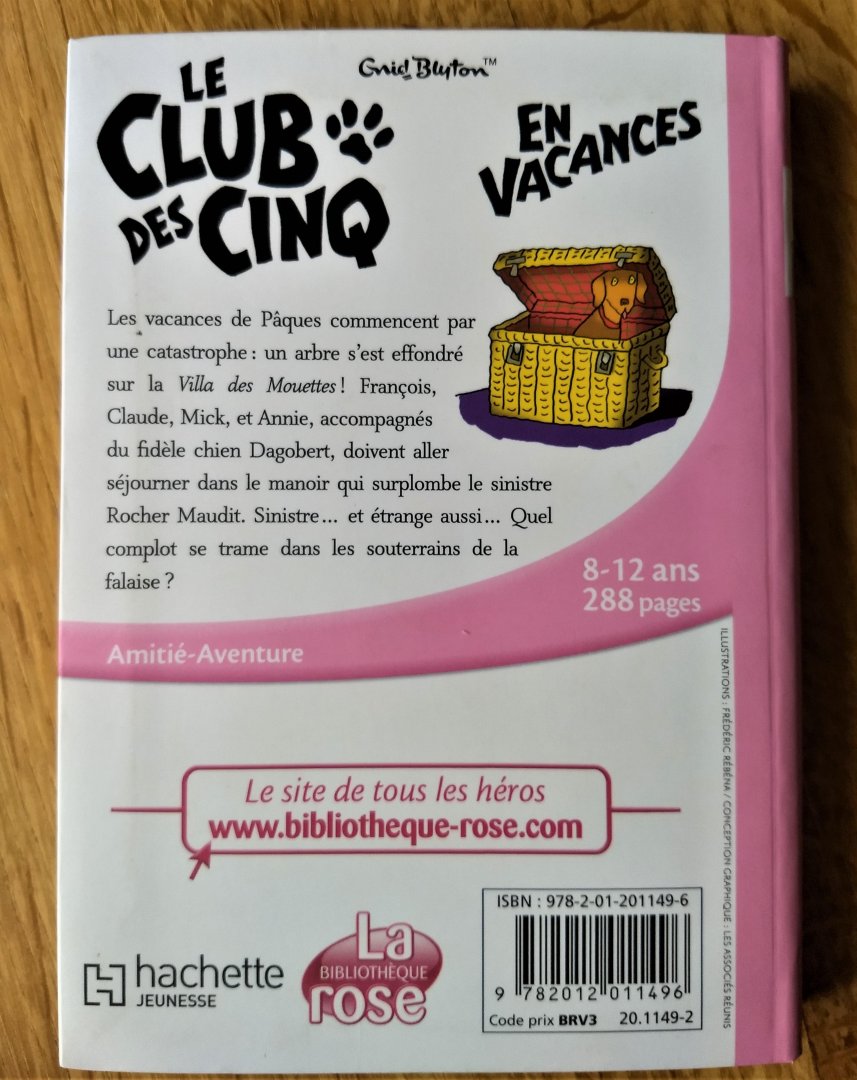 Enid Blyton™
LE
CLUB
DES CINQ
EN
VACANCES
Les vacances de Pâques commencent par
une catastrophe : un arbre s'est effondré
sur la Villa des Mouettes ! François,
Claude, Mick, et Annie, accompagnés
du fidèle chien Dagobert, doivent aller
séjourner dans le manoir qui surplombe le sinistre
Rocher Maudit. Sinistre... et étrange aussi... Quel
complot se trame dans les souterrains de la
falaise ?
8-12 ans
288 pages
Amitié-Aventure
ILLUSTRATIONS : FRÉDÉRIC RÉBÉNA / CONCEPTION GRAPHIQUE : LES ASSOCIÉS RÉUNIS
Le site de tous les héros
www.bibliotheque-rose.com
hachette
JEUNESSE
La
BIBLIOTHÈQUE
rose
ISBN : 978-2-01-201149-6
9 782012 011496
Code prix BRV3 20.1149-2